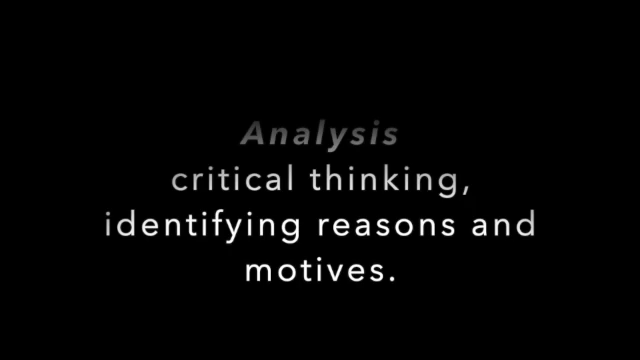 Analysis
critical thinking,
identifying reasons and
motives.